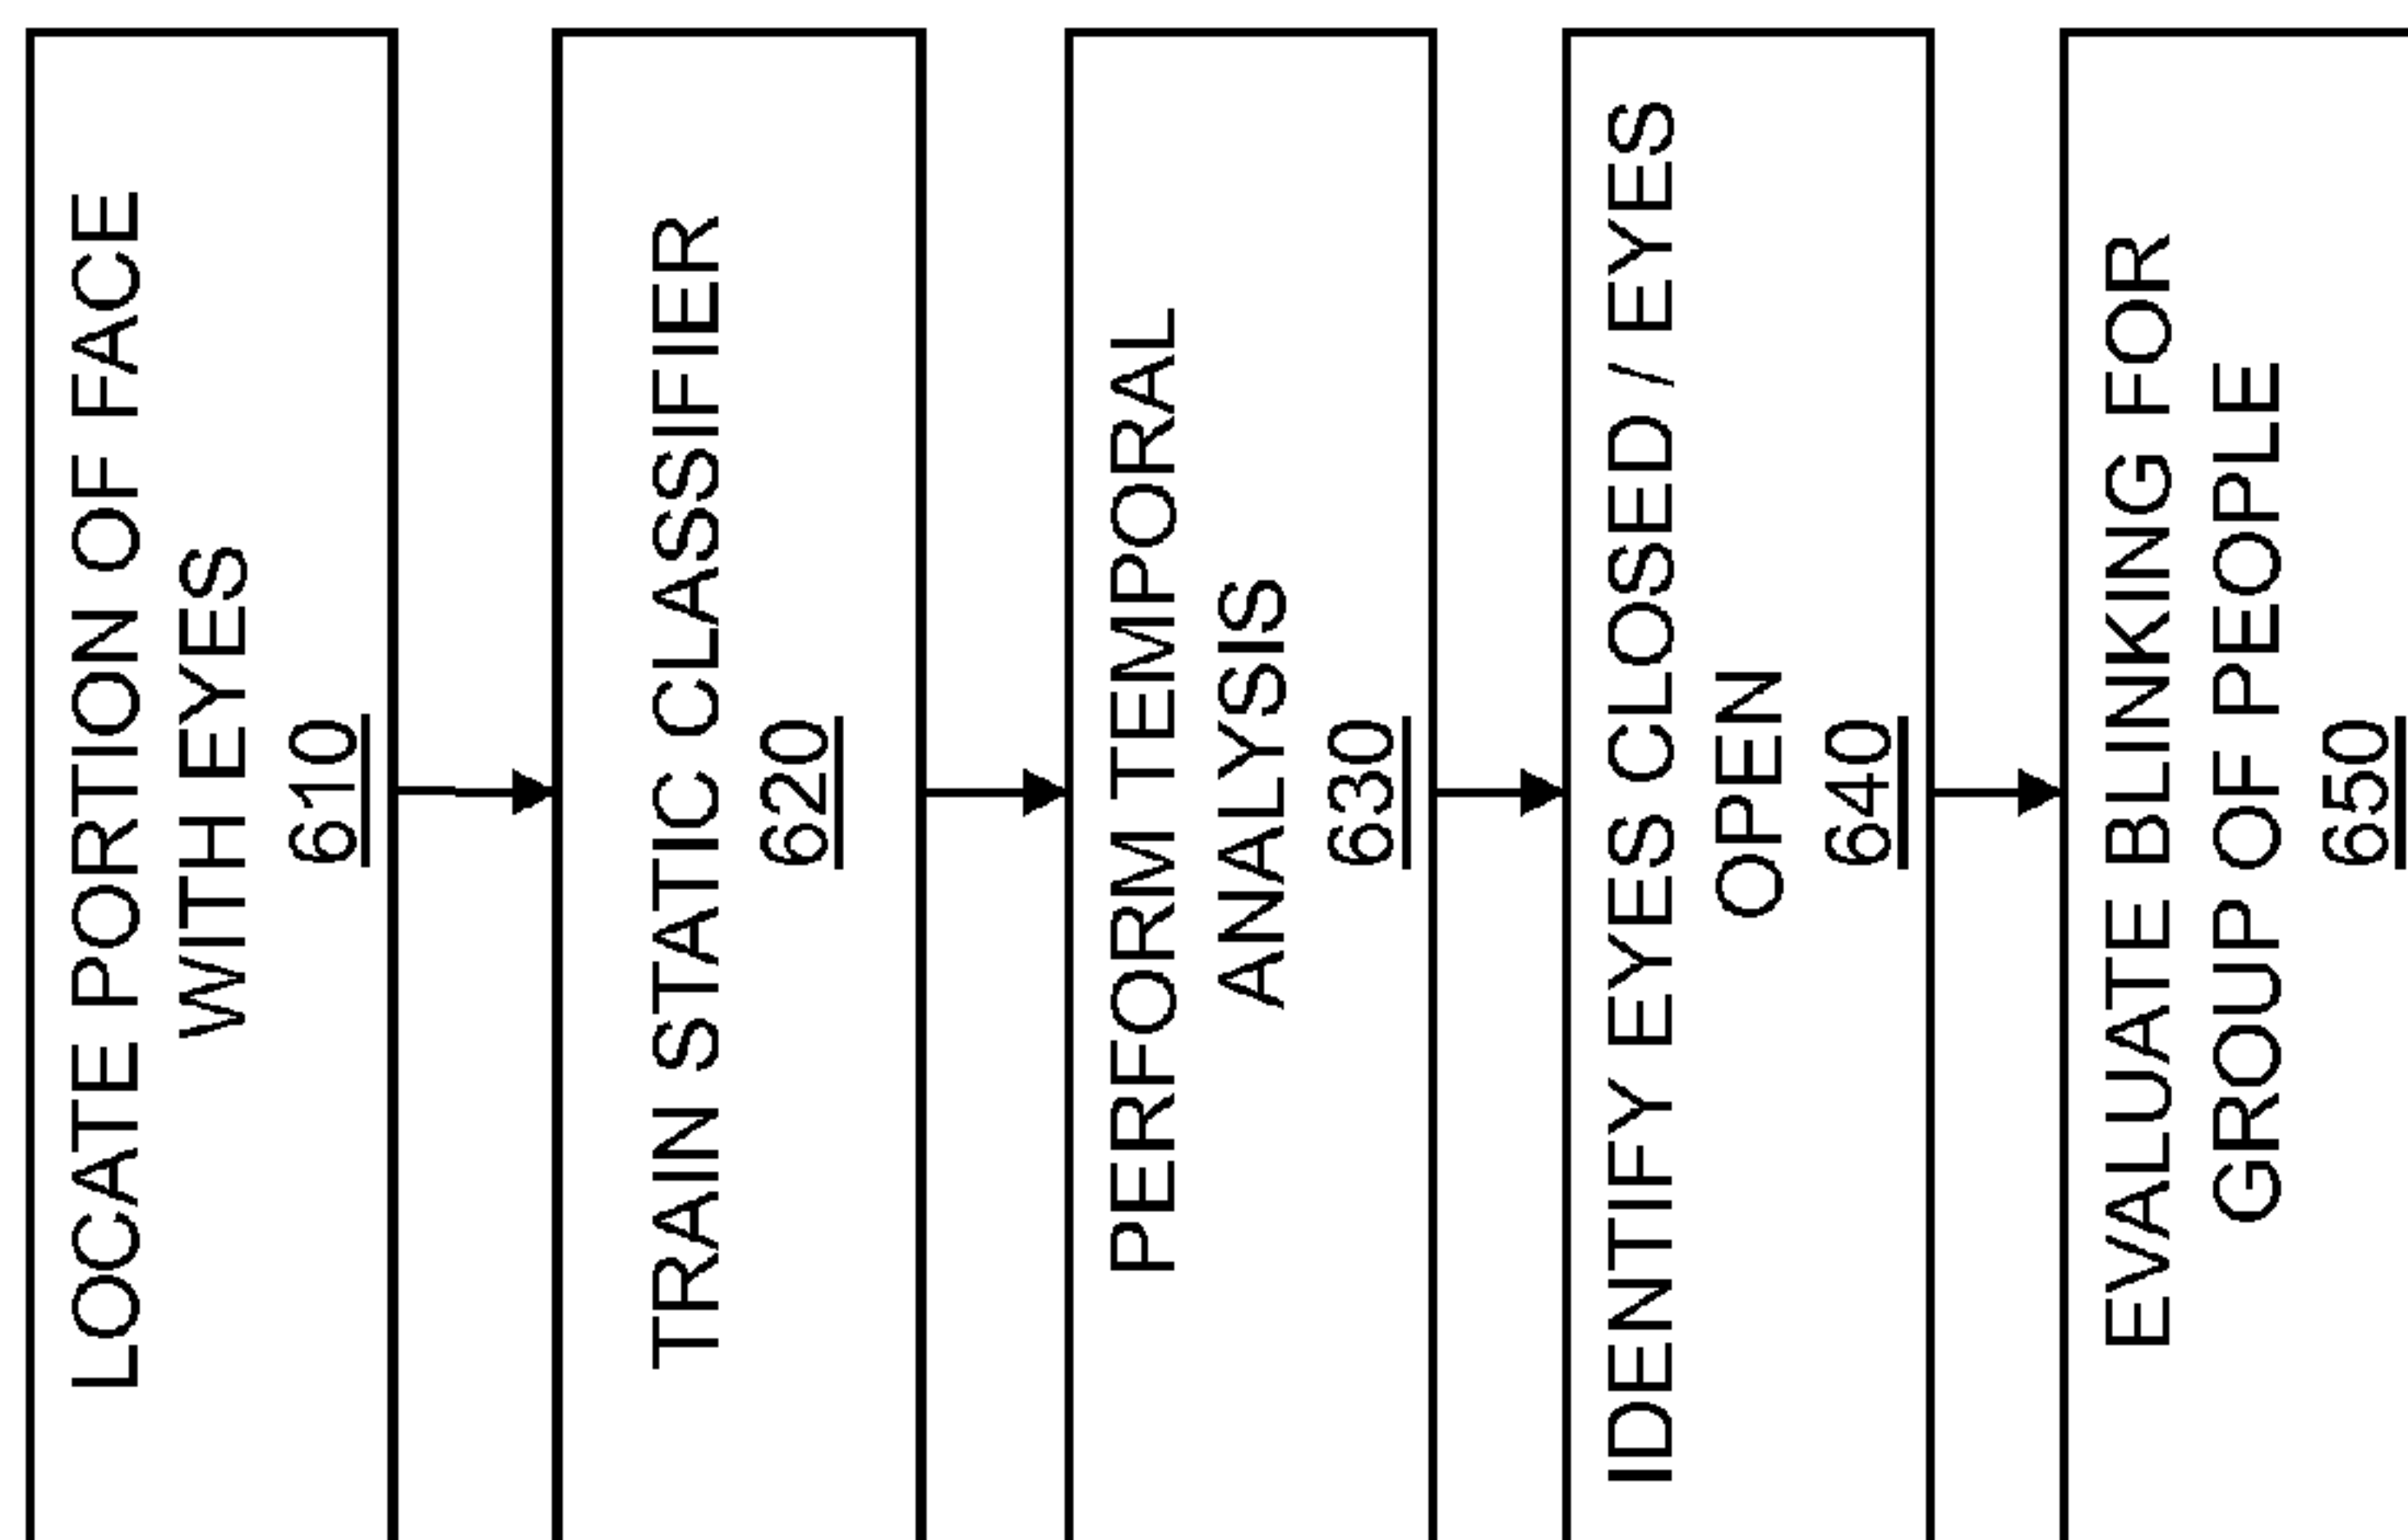 LOCATE PORTION OF FACE
WITH EYES
610
TRAIN STATIC CLASSIFIER
620
PERFORM TEMPORAL
ANALYSIS
630
IDENTIFY EYES CLOSED / EYES
OPEN
640
EVALUATE BLINKING FOR
GROUP OF PEOPLE
650